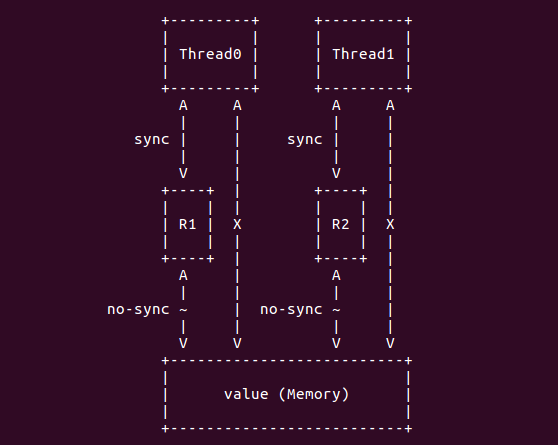 Thread0 Thread1
A A A A
sync sync
V V
R1 X R2 X
A A
no-sync ~ no-sync ~
V V V V
value (Memory)